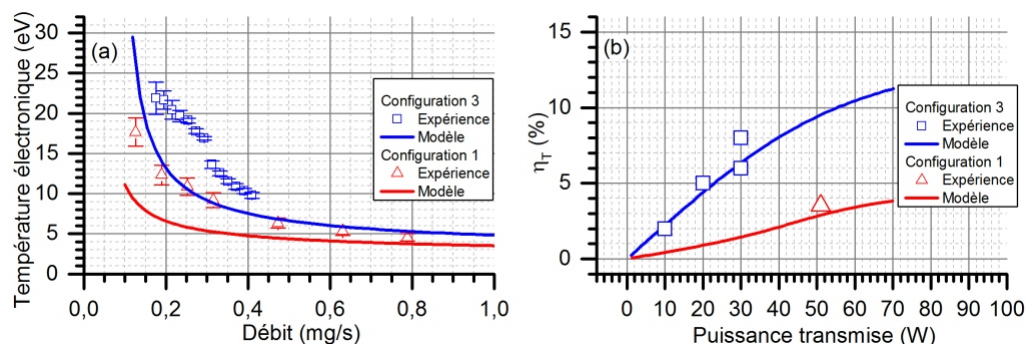 Température électronique (eV)
30
25
20
15
10
5
0
(a)
Configuration 3
Expérience
Modèle
Configuration 1
Expérience
Modèle
0,0
0,2
0,4
0,6
0,8
1,0
Débit (mg/s)
ηT (%)
15
10
5
0
(b)
Configuration 3
Expérience
Modèle
Configuration 1
Expérience
Modèle
0 10 20 30 40 50 60 70 80 90 100
Puissance transmise (W)